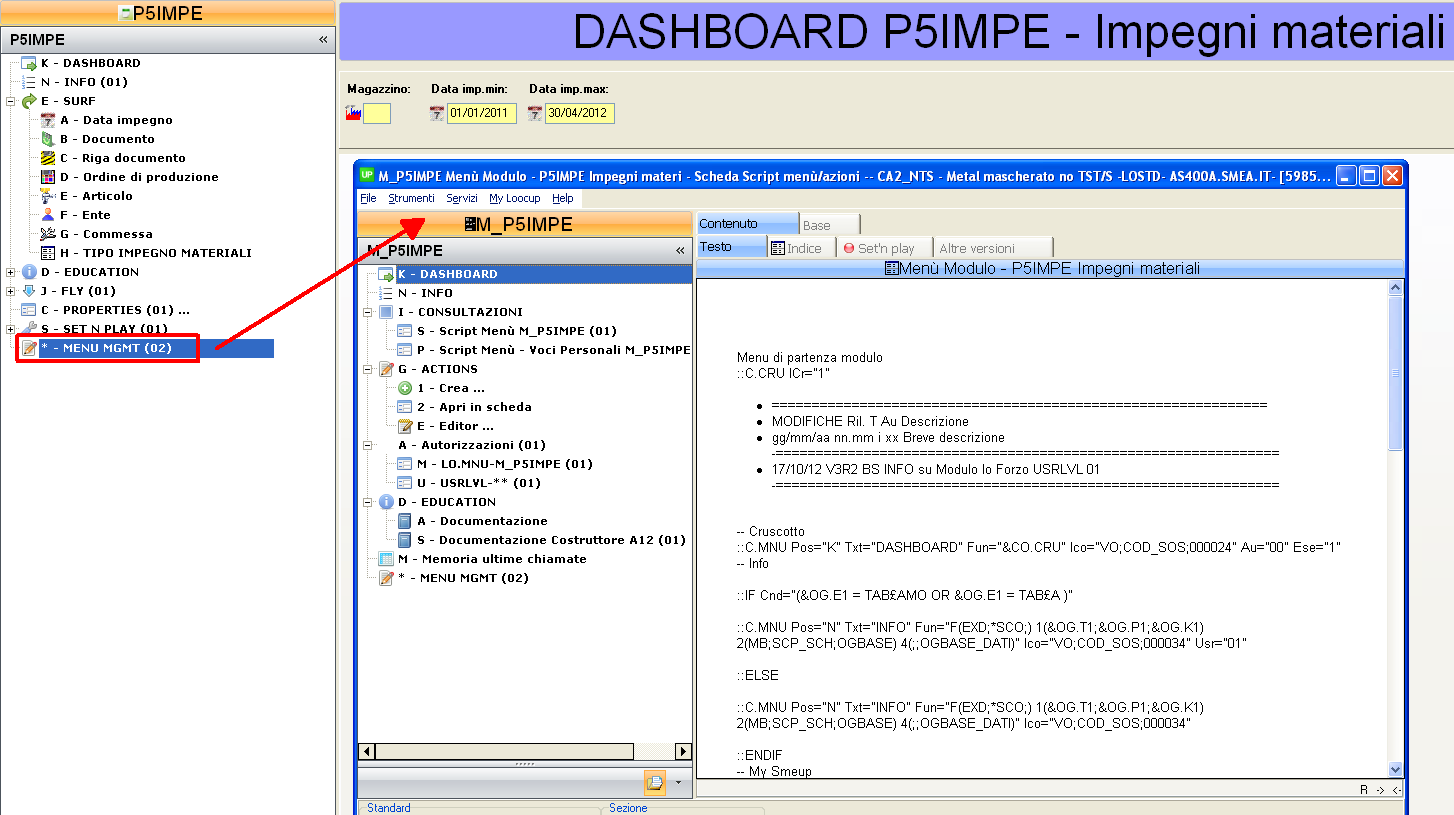 P5IMPE
P5IMPE «
K - DASHBOARD
N - INFO (01)
E - SURF
A - Data impegno
B - Documento
C - Riga documento
D - Ordine di produzione
E - Articolo
F - Ente
G - Commessa
H - TIPO IMPEGNO MATERIALI
D - EDUCATION
J - FLY (01)
C - PROPERTIES (01) ...
S - SET N PLAY (01)
* - MENU MGMT (02)
DASHBOARD P5IMPE - Impegni materiali
Magazzino: Data imp.min: Data imp.max:
01/01/2011 30/04/2012
UP M_P5IMPE Menù Modulo - P5IMPE Impegni materi - Scheda Script menù/azioni -- CA2_NTS - Metal mascherato no TST/S -LOSTD- AS400A.SMEA.IT- [5985...
File Strumenti Servizi My Loocup Help
M_P5IMPE
M_P5IMPE «
K - DASHBOARD
N - INFO
I - CONSULTAZIONI
S - Script Menù M_P5IMPE (01)
P - Script Menù - Voci Personali M_P5IMPE
G - ACTIONS
1 - Crea ...
2 - Apri in scheda
E - Editor ...
A - Autorizzazioni (01)
M - LO.MNU-M_P5IMPE (01)
U - USRLVL-** (01)
D - EDUCATION
A - Documentazione
S - Documentazione Costruttore A12 (01)
M - Memoria ultime chiamate
* - MENU MGMT (02)
Standard Sezione
Contenuto Base
Testo Indice Set'n play Altre versioni
Menù Modulo - P5IMPE Impegni materiali
Menu di partenza modulo
::C.CRU ICr="1"
• ==============================================================
• MODIFICHE Ril. T Au Descrizione
• gg/mm/aa nn.mm i xx Breve descrizione
-===============================================================
• 17/10/12 V3R2 BS INFO su Modulo lo Forzo USRLVL 01
-===============================================================
-- Cruscotto
::C.MNU Pos="K" Txt="DASHBOARD" Fun="&CO.CRU" Ico="VO;COD_SOS;000024" Au="00" Ese="1"
-- Info
::IF Cnd="(&OG.E1 = TAB£AMO OR &OG.E1 = TAB£A )"
::C.MNU Pos="N" Txt="INFO" Fun="F(EXD;*SCO;) 1(&OG.T1;&OG.P1;&OG.K1)
2(MB;SCP_SCH;OGBASE) 4(;;OGBASE_DATI)" Ico="VO;COD_SOS;000034" Usr="01"
::ELSE
::C.MNU Pos="N" Txt="INFO" Fun="F(EXD;*SCO;) 1(&OG.T1;&OG.P1;&OG.K1)
2(MB;SCP_SCH;OGBASE) 4(;;OGBASE_DATI)" Ico="VO;COD_SOS;000034"
::ENDIF
-- My Smeup
R -> <-